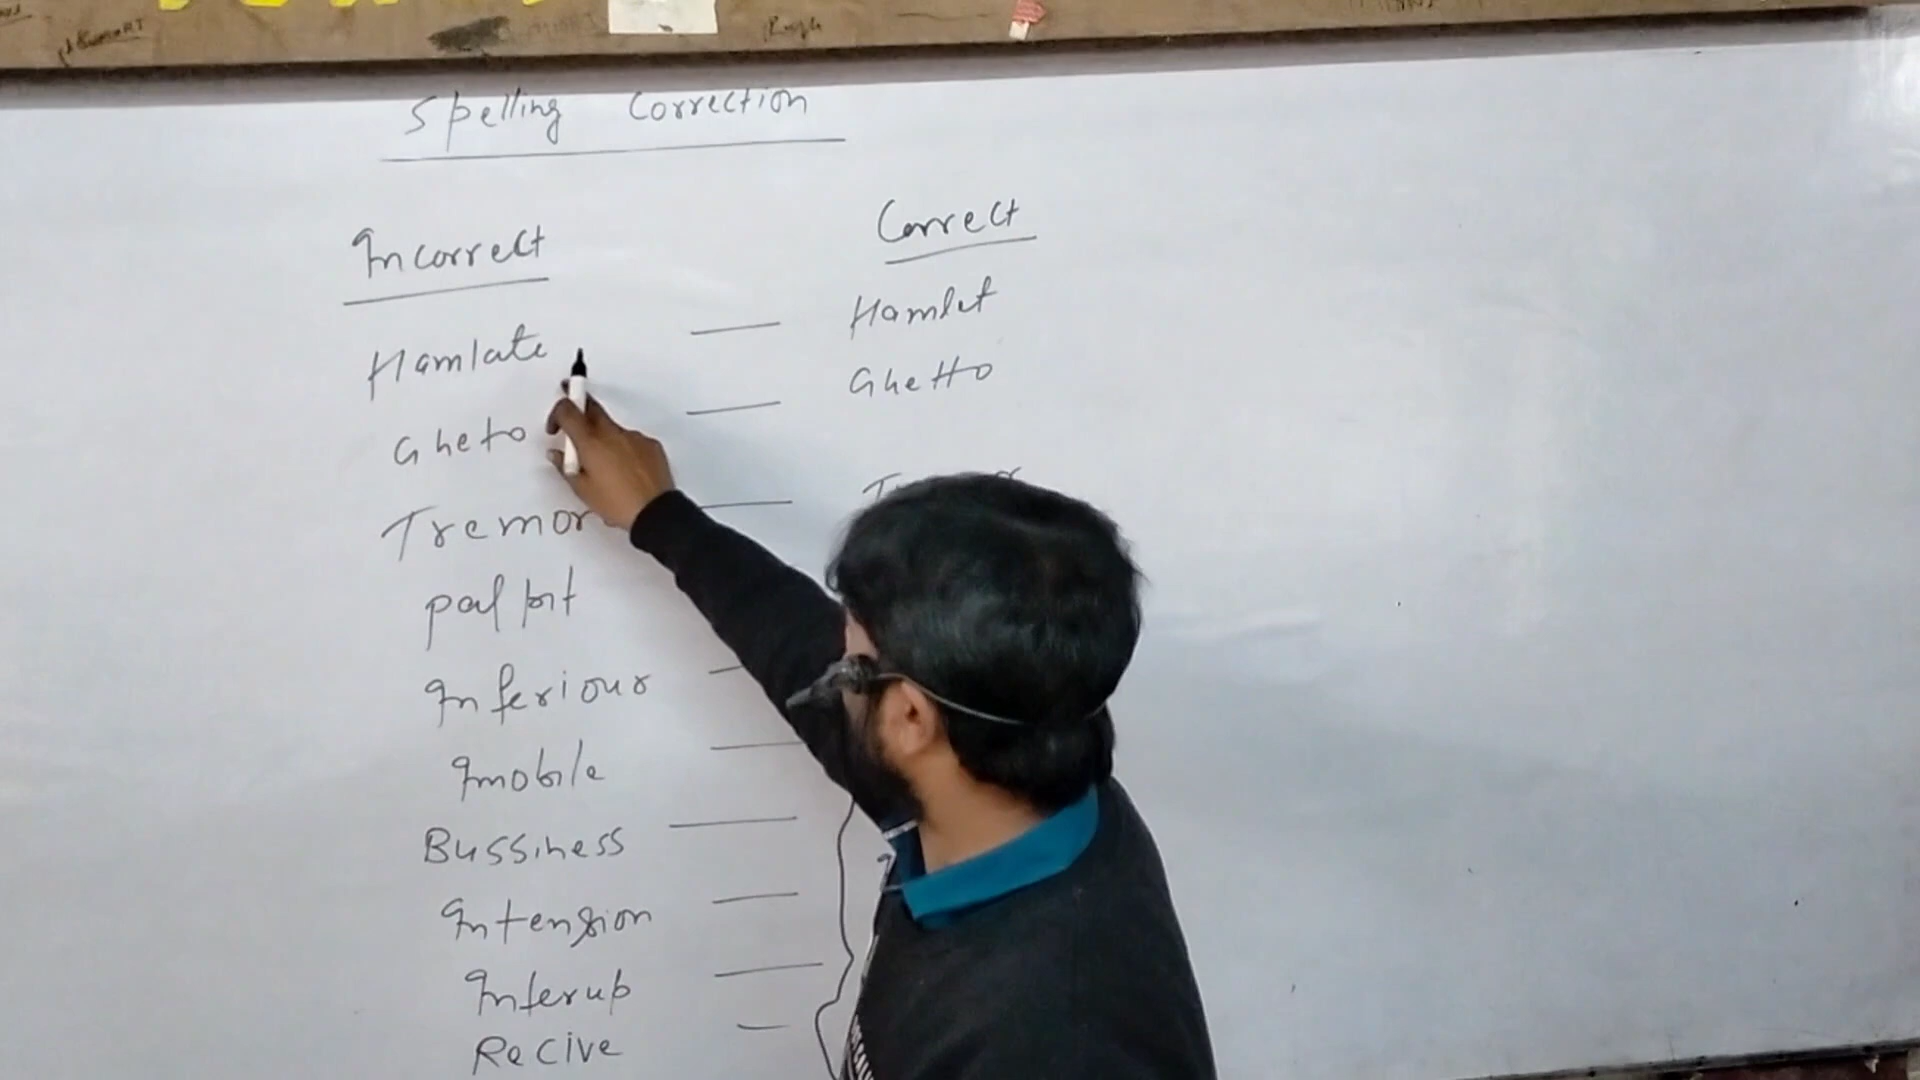 Spelling Correction
Incorrect Correct
Hamlate — Hamlet
Gheto — Ghetto
Tremor —
palpit
Inferiour —
Imobile —
Bussiness —
Intension —
Interup —
Recive —